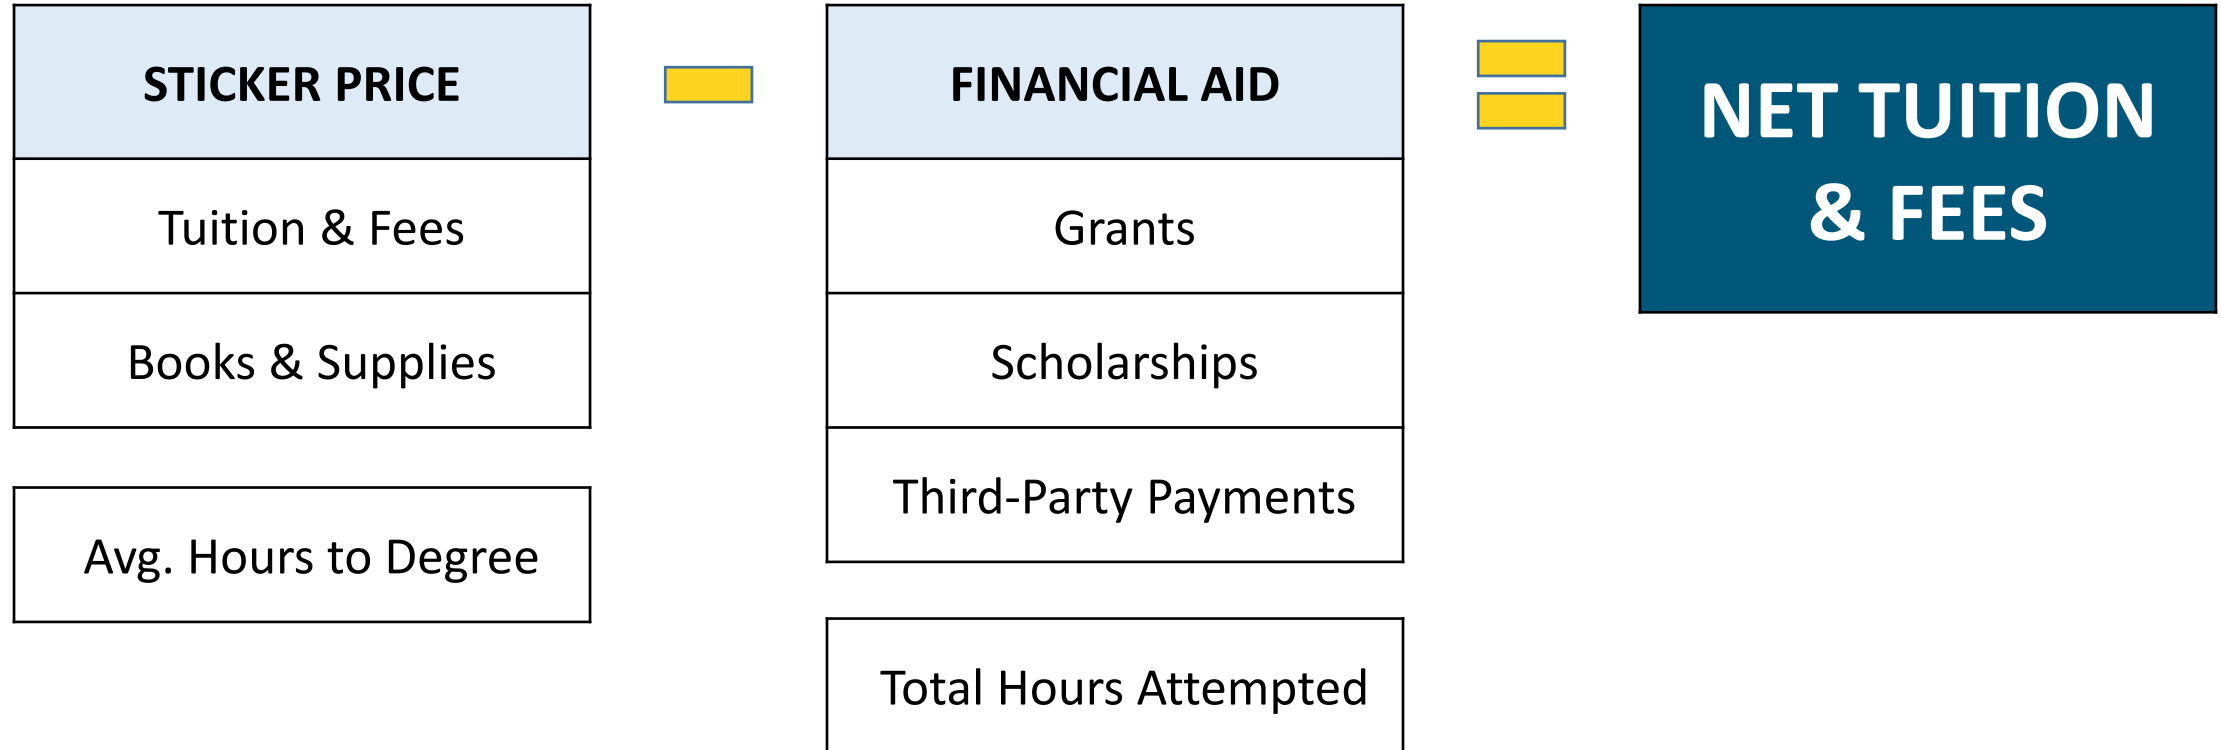 STICKER PRICE
Tuition & Fees
Books & Supplies
Avg. Hours to Degree
FINANCIAL AID
Grants
Scholarships
Third-Party Payments
Total Hours Attempted
NET TUITION
& FEES